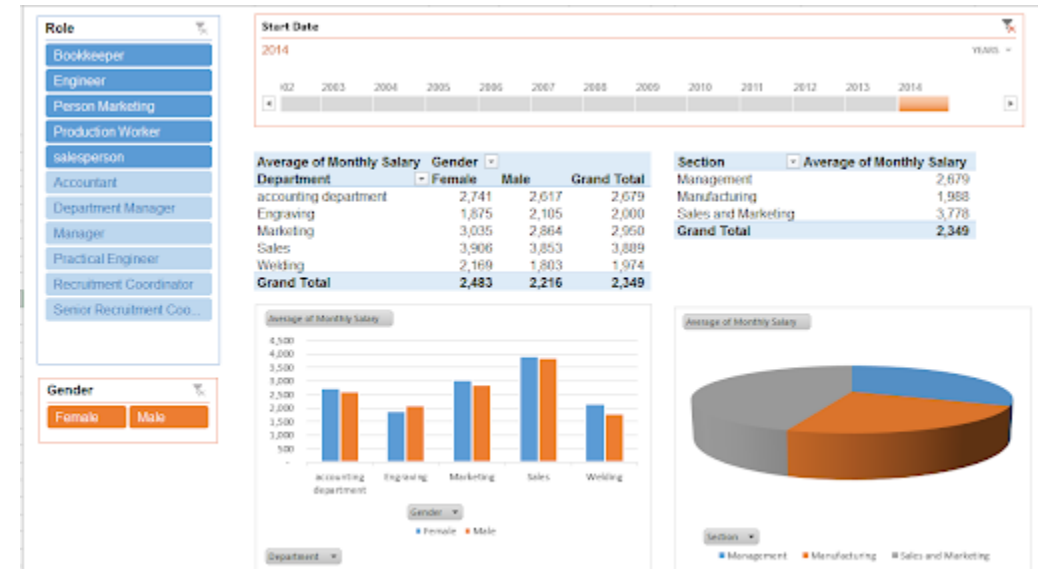 Role
Bookkeeper
Engineer
Person Marketing
Production Worker
salesperson
Accountant
Department Manager
Manager
Practical Engineer
Recruitment Coordinator
Senior Recruitment Coo...
Gender
Female Male
Start Date
2014 YEARS
2003 2004 2005 2006 2007 2008 2009 2010 2011 2012 2013 2014
Average of Monthly Salary Gender
Department Female Male Grand Total
accounting department 2,741 2,617 2,679
Engraving 1,875 2,105 2,000
Marketing 3,035 2,864 2,950
Sales 3,906 3,853 3,889
Welding 2,169 1,803 1,974
Grand Total 2,483 2,216 2,349
Section Average of Monthly Salary
Management 2,679
Manufacturing 1,988
Sales and Marketing 3,778
Grand Total 2,349
Average of Monthly Salary
4,500
4,000
3,500
3,000
2,500
2,000
1,500
1,000
500
-
accounting department Engraving Marketing Sales Welding
Gender
Female Male
Department
Average of Monthly Salary
Section
Management Manufacturing Sales and Marketing